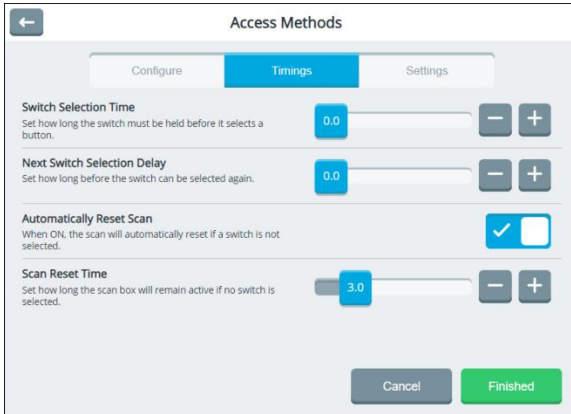 Access Methods
Configure
Timings
Settings
Switch Selection Time
Set how long the switch must be held before it selects a
button.
0.0
Next Switch Selection Delay
Set how long before the switch can be selected again.
0.0
Automatically Reset Scan
When ON, the scan will automatically reset if a switch is not
selected.
Scan Reset Time
Set how long the scan box will remain active if no switch is
selected.
3.0
Cancel
Finished